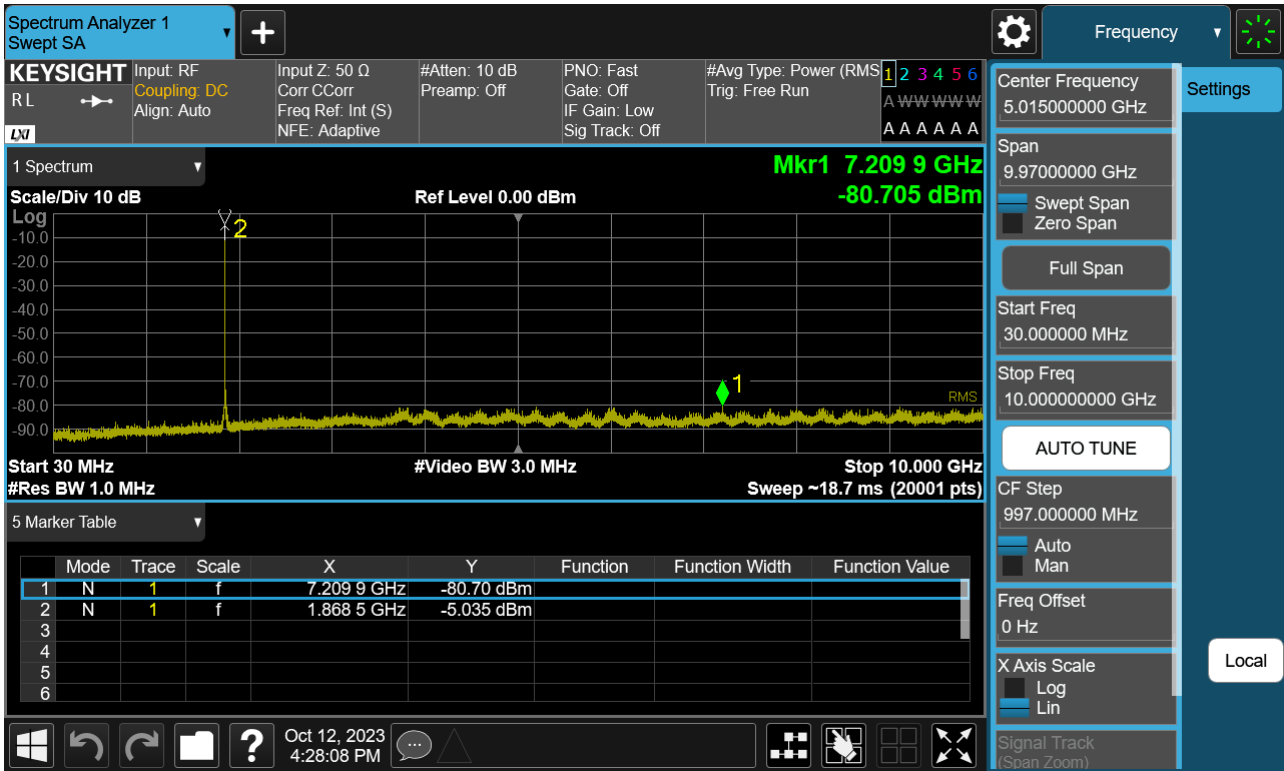 Spectrum Analyzer 1
Swept SA
Frequency
KEYSIGHT
R L
LXI
Input: RF
Coupling: DC
Align: Auto
Input Z: 50 Ω
Corr CCorr
Freq Ref: Int (S)
NFE: Adaptive
#Atten: 10 dB
Preamp: Off
PNO: Fast
Gate: Off
IF Gain: Low
Sig Track: Off
#Avg Type: Power (RMS
Trig: Free Run
1 2 3 4 5 6
A W W W W W
A A A A A A
1 Spectrum
Mkr1 7.209 9 GHz
-80.705 dBm
Scale/Div 10 dB
Ref Level 0.00 dBm
Log
-10.0
-20.0
-30.0
-40.0
-50.0
-60.0
-70.0
-80.0
-90.0
2
1
RMS
Start 30 MHz
#Video BW 3.0 MHz
Stop 10.000 GHz
#Res BW 1.0 MHz
Sweep ~18.7 ms (20001 pts)
5 Marker Table
Mode Trace Scale X Y Function Function Width Function Value
1 N 1 f 7.209 9 GHz -80.70 dBm
2 N 1 f 1.868 5 GHz -5.035 dBm
3
4
5
6
Center Frequency
5.015000000 GHz
Span
9.97000000 GHz
Swept Span
Zero Span
Full Span
Start Freq
30.000000 MHz
Stop Freq
10.000000000 GHz
AUTO TUNE
CF Step
997.000000 MHz
Auto
Man
Freq Offset
0 Hz
X Axis Scale
Log
Lin
Signal Track
(Span Zoom)
Settings
Local
?
Oct 12, 2023
4:28:08 PM